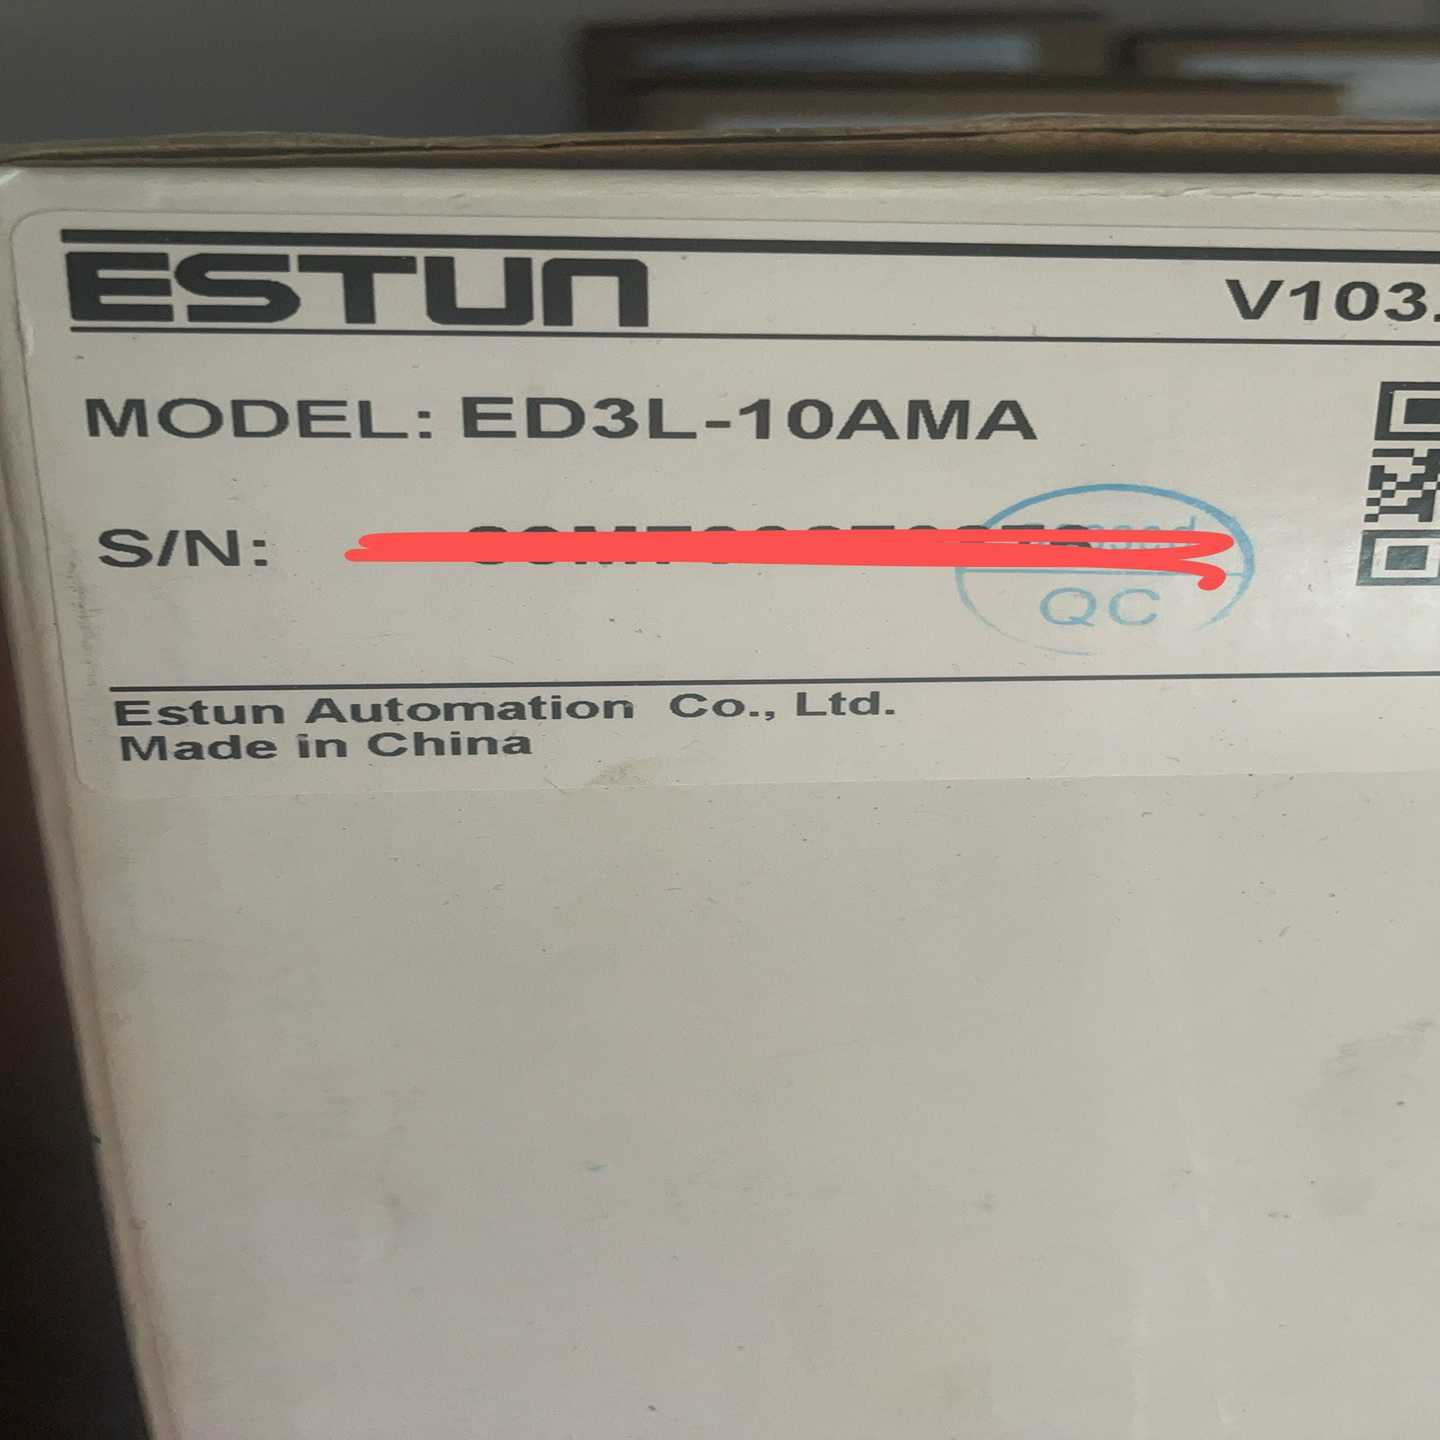 ESTUN
V103.
MODEL: ED3L-10AMA
S/N:
QC
Estun Automation Co., Ltd.
Made in China